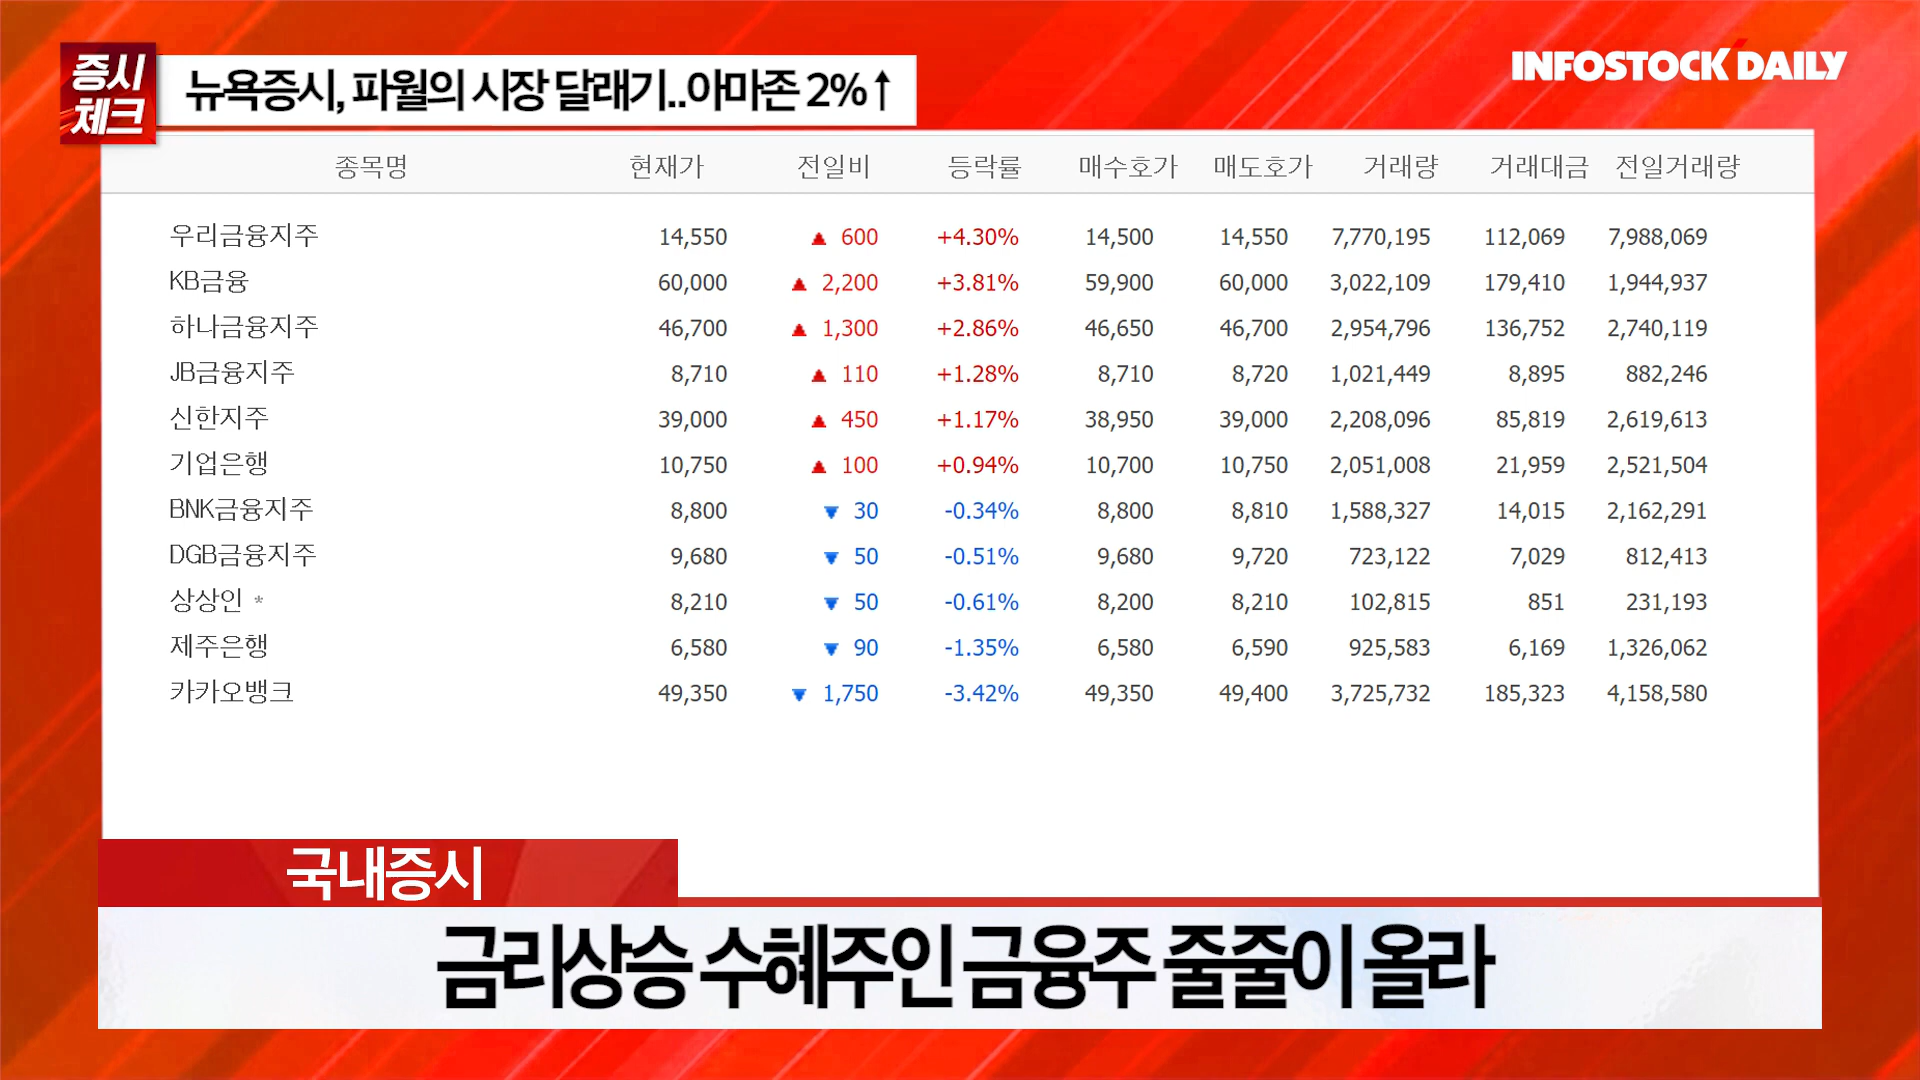 증시
체크
뉴욕증시, 파월의 시장 달래기..아마존 2%↑
INFOSTOCK DAILY
종목명 현재가 전일비 등락률 매수호가 매도호가 거래량 거래대금 전일거래량
우리금융지주 14,550 ▲ 600 +4.30% 14,500 14,550 7,770,195 112,069 7,988,069
KB금융 60,000 ▲ 2,200 +3.81% 59,900 60,000 3,022,109 179,410 1,944,937
하나금융지주 46,700 ▲ 1,300 +2.86% 46,650 46,700 2,954,796 136,752 2,740,119
JB금융지주 8,710 ▲ 110 +1.28% 8,710 8,720 1,021,449 8,895 882,246
신한지주 39,000 ▲ 450 +1.17% 38,950 39,000 2,208,096 85,819 2,619,613
기업은행 10,750 ▲ 100 +0.94% 10,700 10,750 2,051,008 21,959 2,521,504
BNK금융지주 8,800 ▼ 30 -0.34% 8,800 8,810 1,588,327 14,015 2,162,291
DGB금융지주 9,680 ▼ 50 -0.51% 9,680 9,720 723,122 7,029 812,413
상상인 * 8,210 ▼ 50 -0.61% 8,200 8,210 102,815 851 231,193
제주은행 6,580 ▼ 90 -1.35% 6,580 6,590 925,583 6,169 1,326,062
카카오뱅크 49,350 ▼ 1,750 -3.42% 49,350 49,400 3,725,732 185,323 4,158,580
국내증시
금리상승 수혜주인 금융주 줄줄이 올라